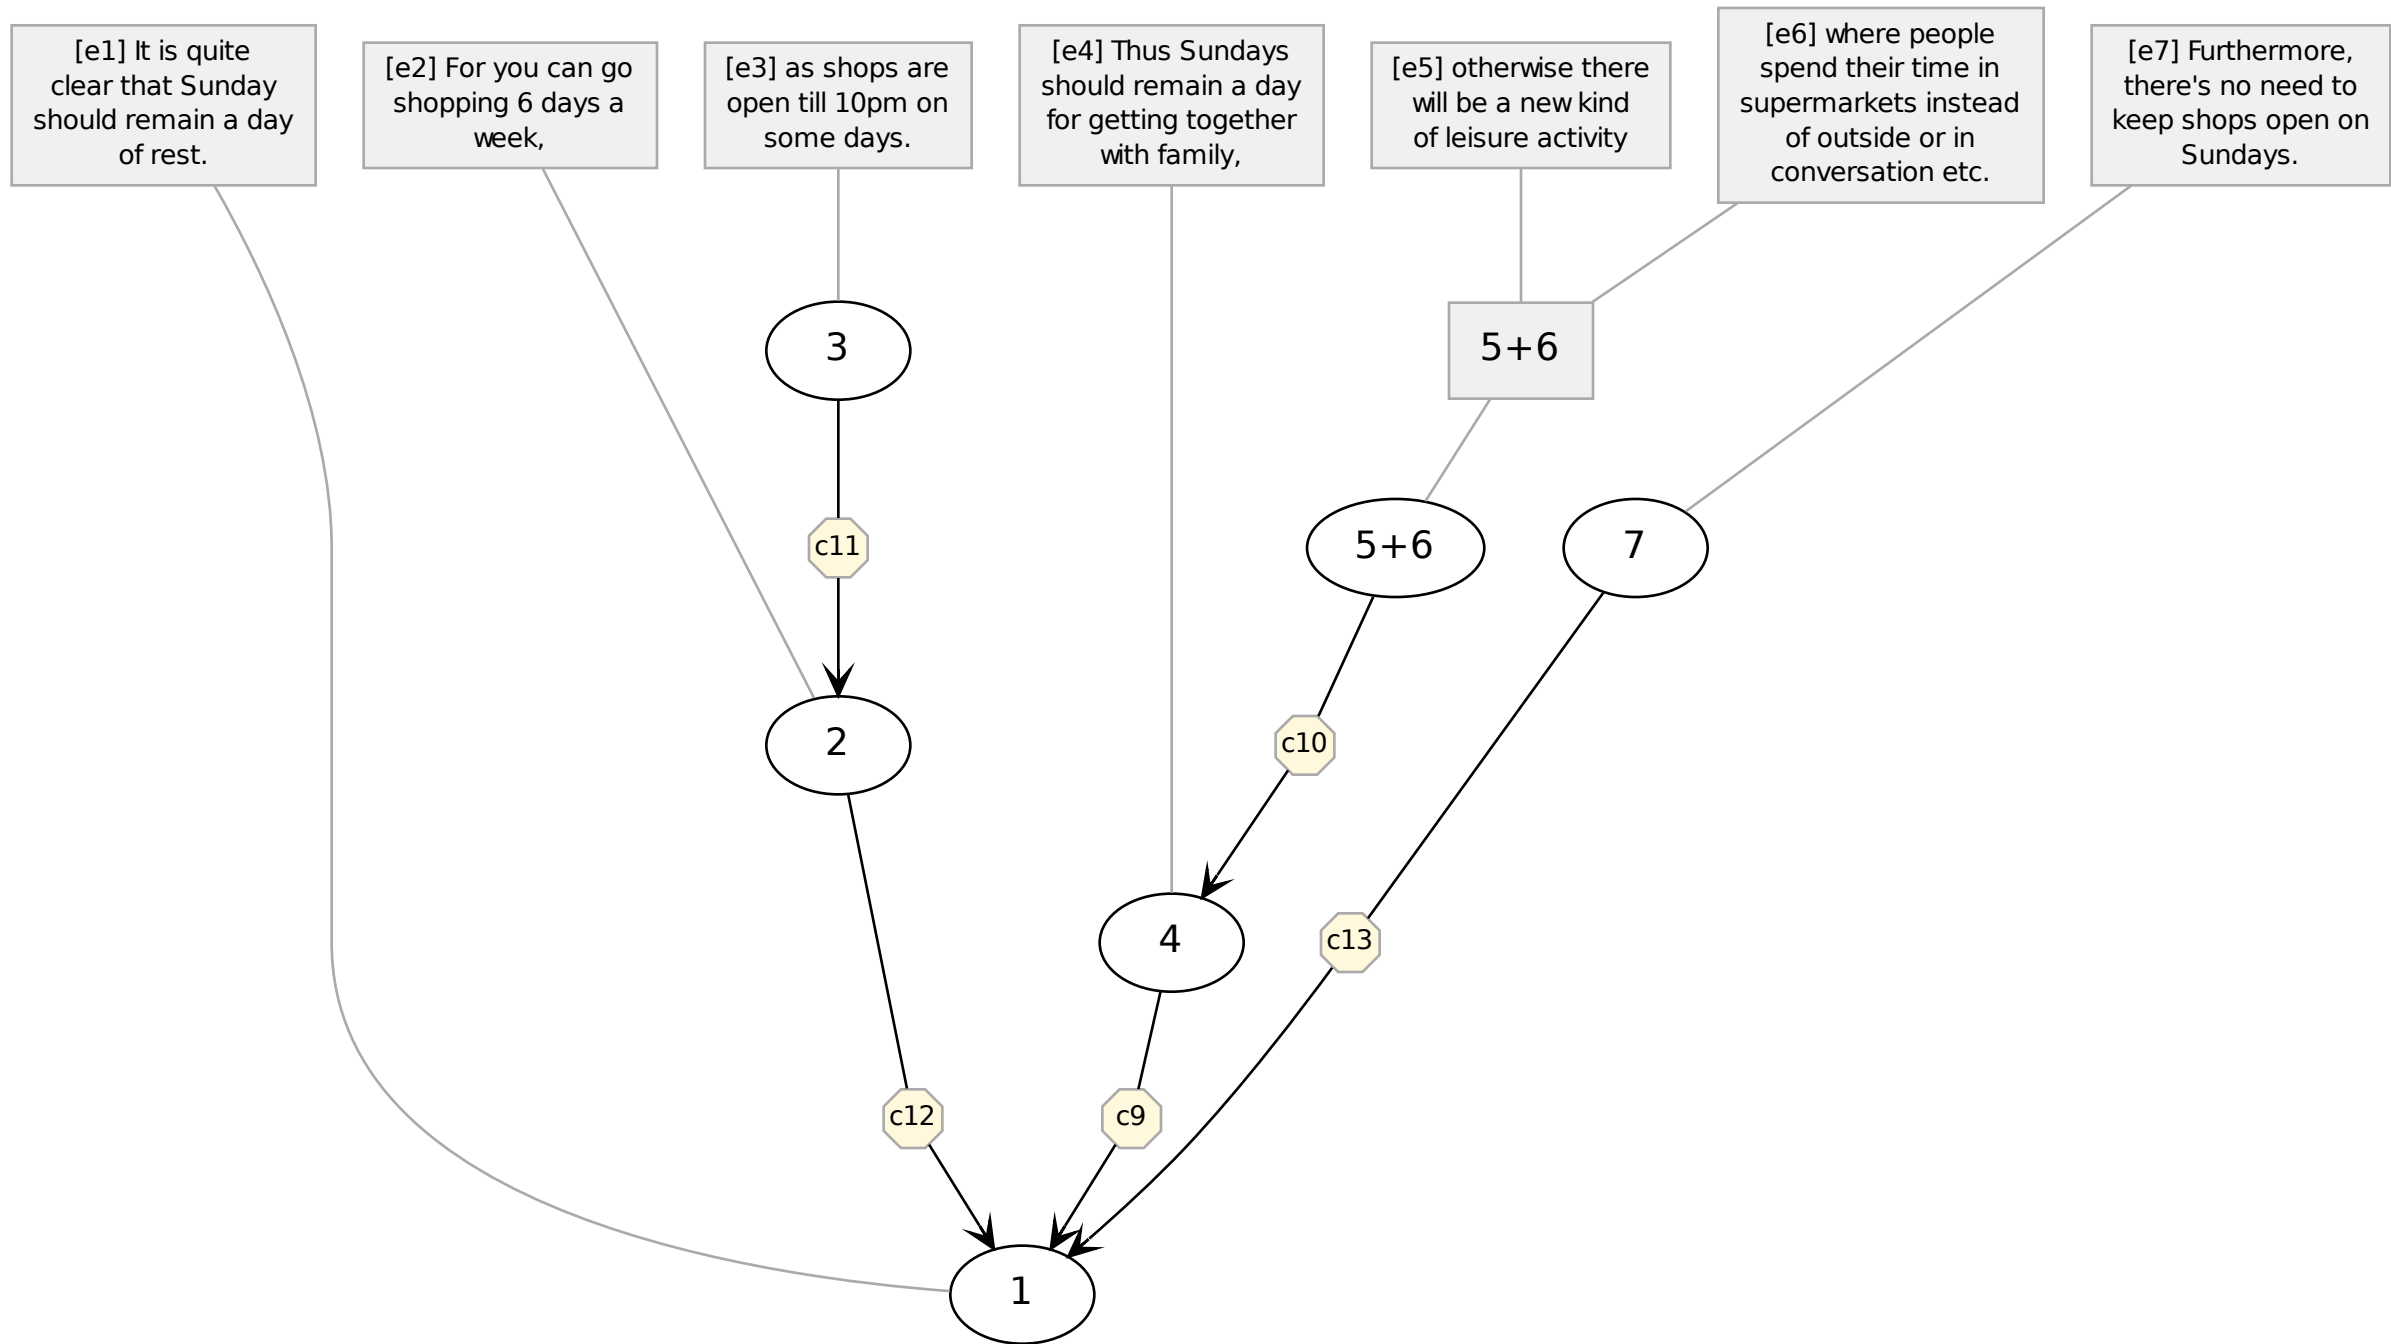 [e1] It is quite
clear that Sunday
should remain a day
of rest.
[e2] For you can go
shopping 6 days a
week,
[e3] as shops are
open till 10pm on
some days.
[e4] Thus Sundays
should remain a day
for getting together
with family,
[e5] otherwise there
will be a new kind
of leisure activity
[e6] where people
spend their time in
supermarkets instead
of outside or in
conversation etc.
[e7] Furthermore,
there's no need to
keep shops open on
Sundays.
3
5+6
c11
5+6
7
2
c10
4
c13
c12
c9
1